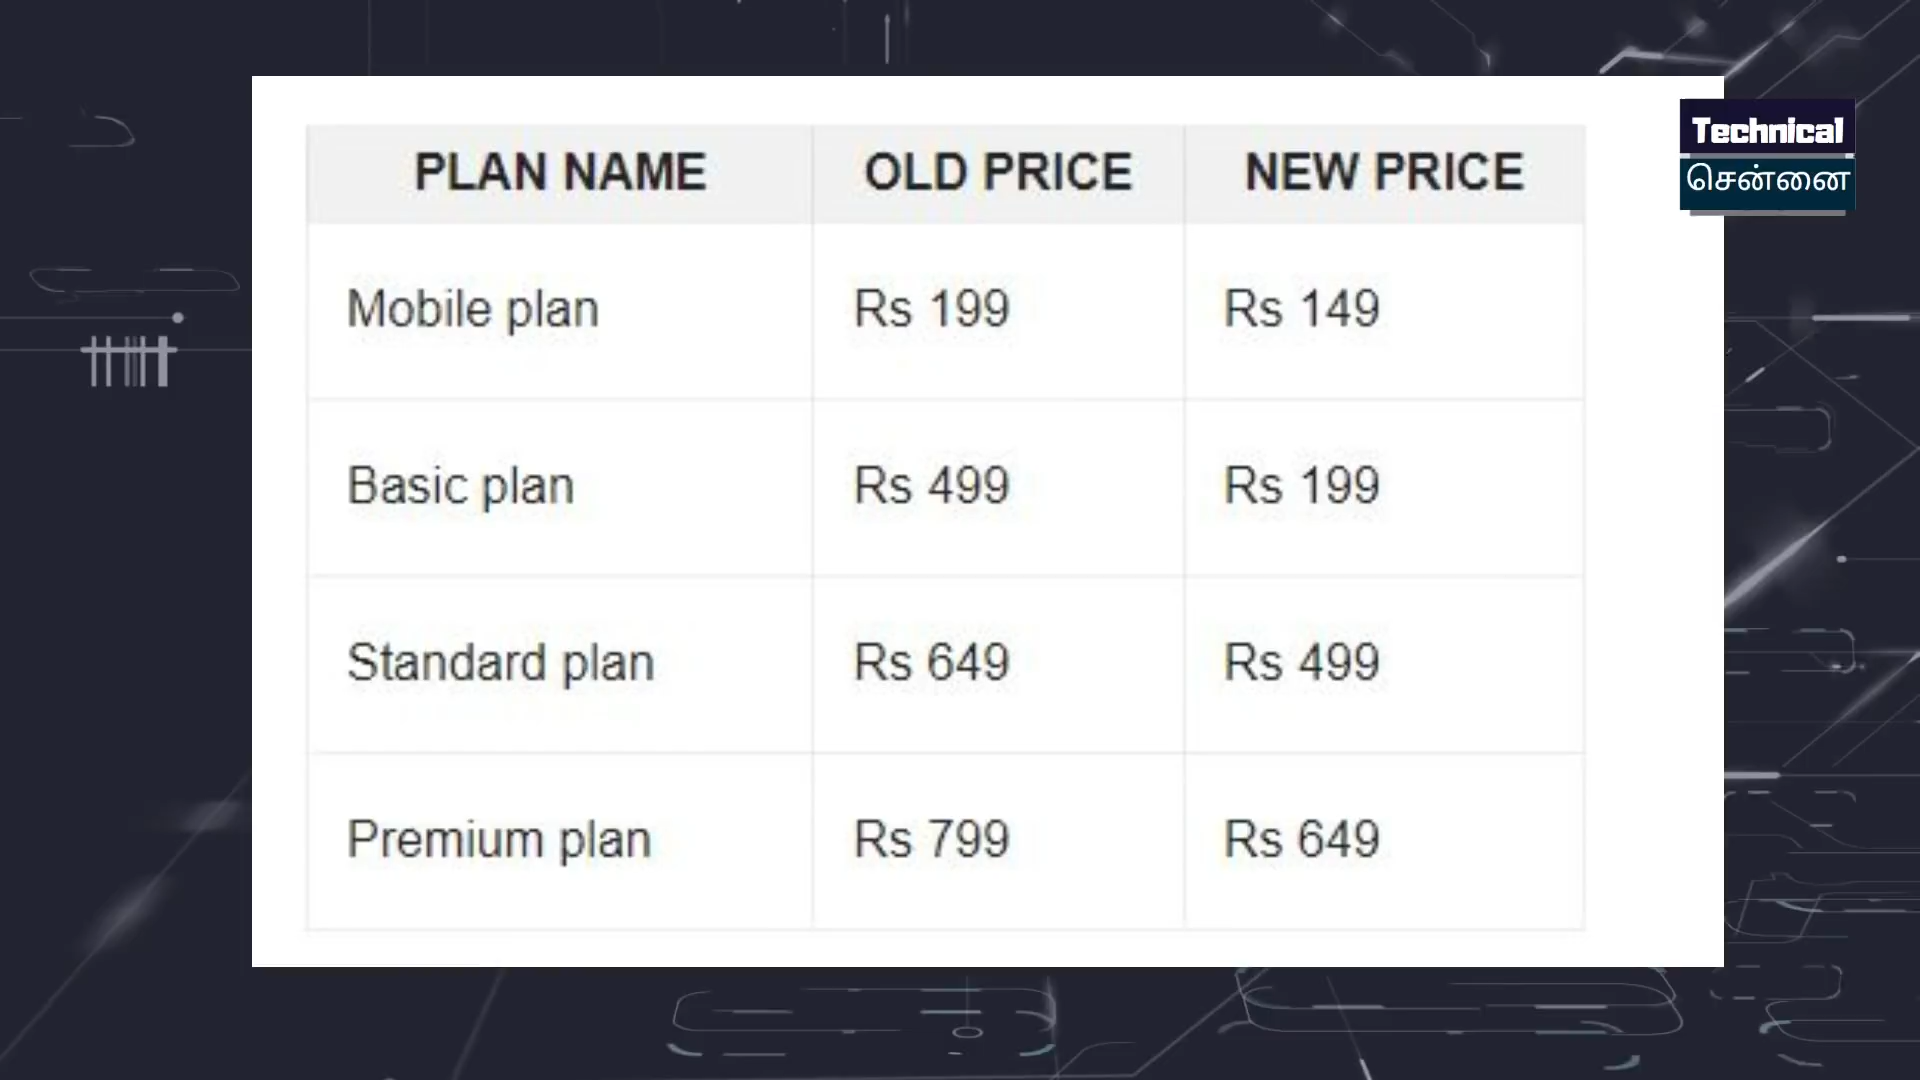 Technical
சென்னை
PLAN NAME OLD PRICE NEW PRICE
Mobile plan Rs 199 Rs 149
Basic plan Rs 499 Rs 199
Standard plan Rs 649 Rs 499
Premium plan Rs 799 Rs 649